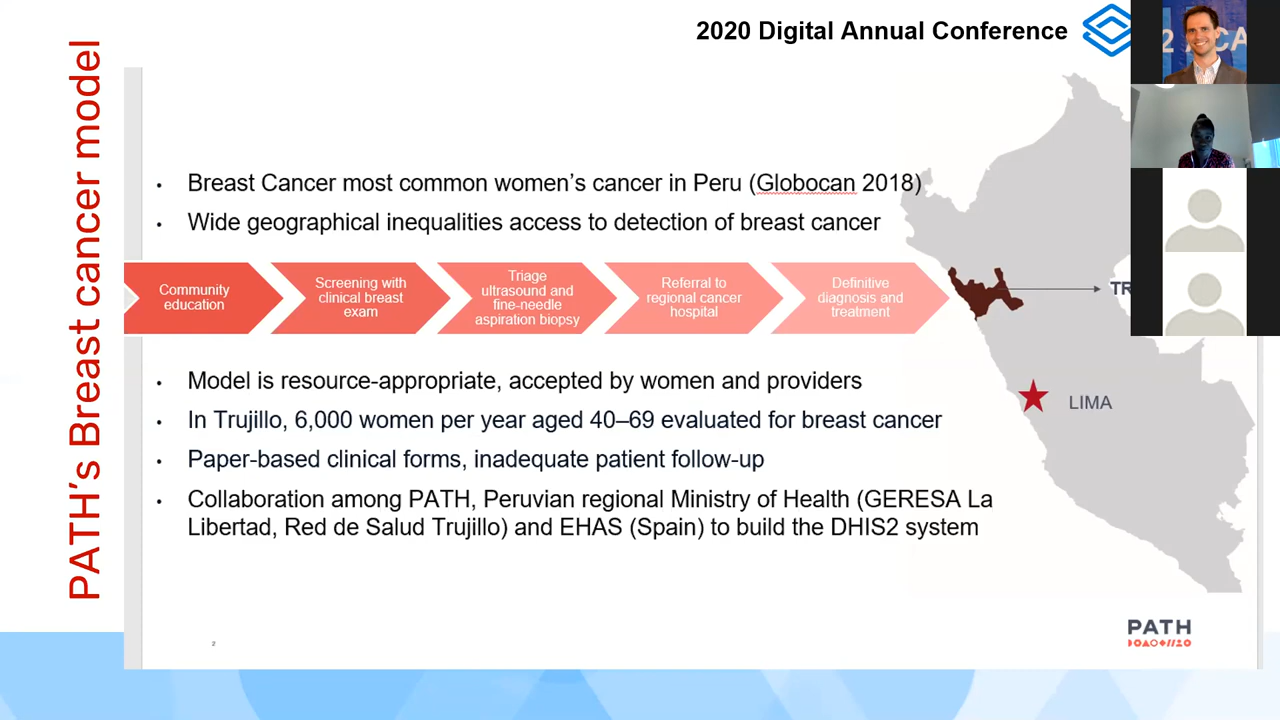 2020 Digital Annual Conference
PATH's Breast cancer model
• Breast Cancer most common women's cancer in Peru (Globocan 2018)
• Wide geographical inequalities access to detection of breast cancer
Community
education
Screening with
clinical breast
exam
Triage
ultrasound and
fine-needle
aspiration biopsy
Referral to
regional cancer
hospital
Definitive
diagnosis and
treatment
TR
LIMA
• Model is resource-appropriate, accepted by women and providers
• In Trujillo, 6,000 women per year aged 40–69 evaluated for breast cancer
• Paper-based clinical forms, inadequate patient follow-up
• Collaboration among PATH, Peruvian regional Ministry of Health (GERESA La
Libertad, Red de Salud Trujillo) and EHAS (Spain) to build the DHIS2 system
2
PATH